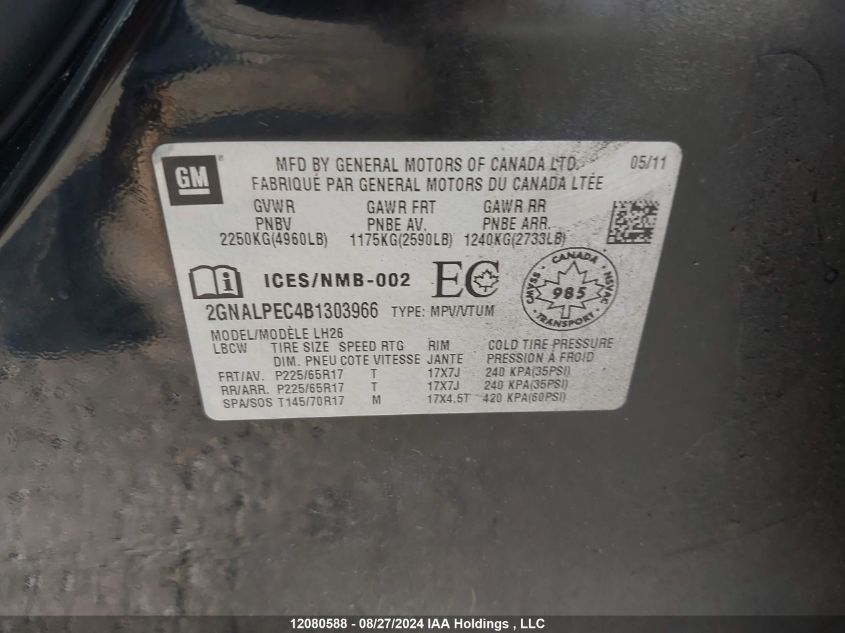 GM
MFD BY GENERAL MOTORS OF CANADA LTD. 05/11
FABRIQUÉ PAR GENERAL MOTORS DU CANADA LTÉE
GVWR GAWR FRT GAWR RR
PNBV PNBE AV. PNBE ARR.
2250KG(4960LB) 1175KG(2590LB) 1240KG(2733LB)
i ICES/NMB-002 EC
CANADA
CMVSS 985 NSVAC
TRANSPORT
2GNALPEC4B1303966 TYPE: MPV/VTUM
MODEL/MODÈLE LH26
LBCW TIRE SIZE SPEED RTG RIM COLD TIRE PRESSURE
DIM. PNEU COTE VITESSE JANTE PRESSION À FROID
FRT/AV. P225/65R17 T 17X7J 240 KPA(35PSI)
RR/ARR. P225/65R17 T 17X7J 240 KPA(35PSI)
SPA/SOS T145/70R17 M 17X4.5T 420 KPA(60PSI)
12080588 - 08/27/2024 IAA Holdings , LLC